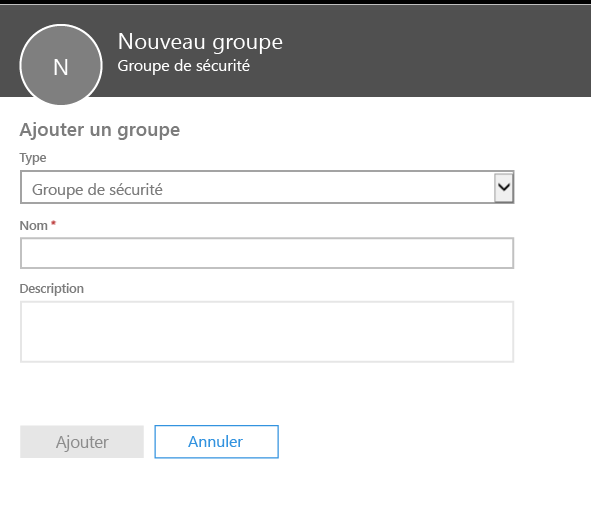 N
Nouveau groupe
Groupe de sécurité
Ajouter un groupe
Type
Groupe de sécurité
Nom *
Description
Ajouter
Annuler